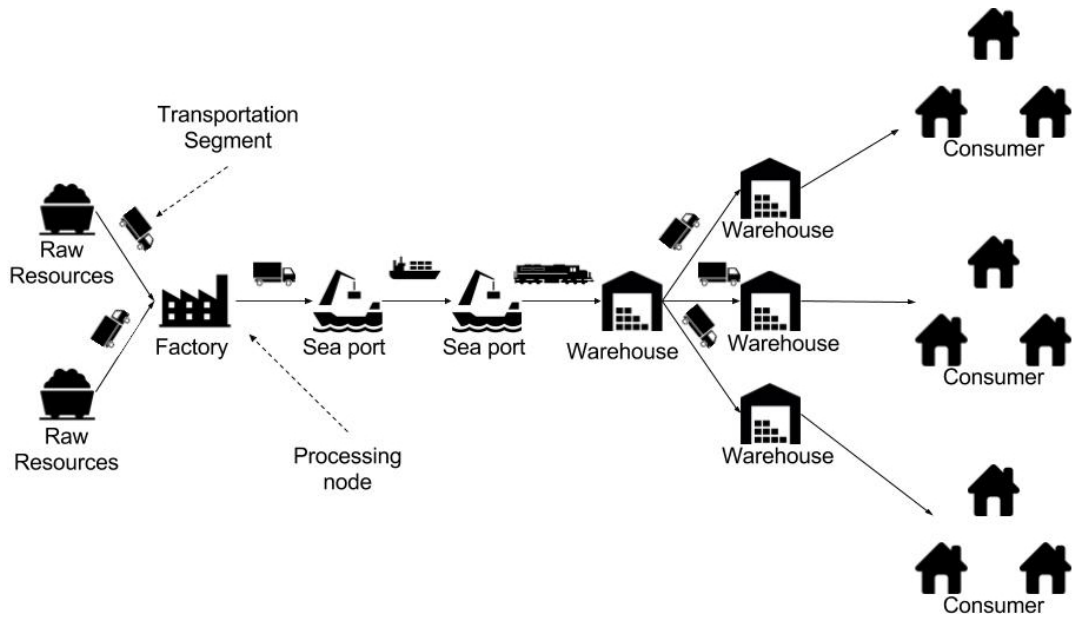 Transportation
Segment
Raw
Resources
Factory
Sea port
Sea port
Warehouse
Warehouse
Warehouse
Warehouse
Consumer
Consumer
Consumer
Raw
Resources
Processing
node